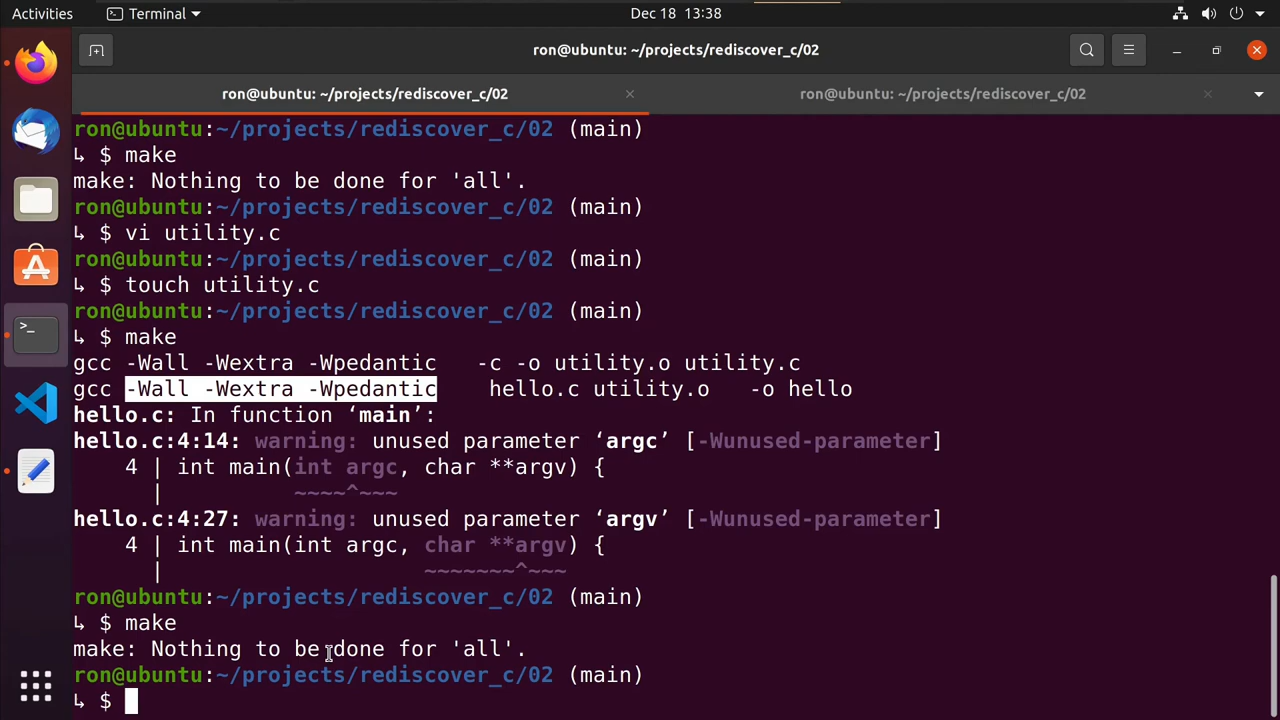 Activities
Terminal
Dec 18 13:38
ron@ubuntu: ~/projects/rediscover_c/02
ron@ubuntu: ~/projects/rediscover_c/02
ron@ubuntu: ~/projects/rediscover_c/02
ron@ubuntu:~/projects/rediscover_c/02 (main)
↳ $ make
make: Nothing to be done for 'all'.
ron@ubuntu:~/projects/rediscover_c/02 (main)
↳ $ vi utility.c
ron@ubuntu:~/projects/rediscover_c/02 (main)
↳ $ touch utility.c
ron@ubuntu:~/projects/rediscover_c/02 (main)
↳ $ make
gcc -Wall -Wextra -Wpedantic   -c -o utility.o utility.c
gcc -Wall -Wextra -Wpedantic    hello.c utility.o   -o hello
hello.c: In function ‘main’:
hello.c:4:14: warning: unused parameter ‘argc’ [-Wunused-parameter]
    4 | int main(int argc, char **argv) {
      |          ~~~~^~~~
hello.c:4:27: warning: unused parameter ‘argv’ [-Wunused-parameter]
    4 | int main(int argc, char **argv) {
      |                    ~~~~~~~^~~~
ron@ubuntu:~/projects/rediscover_c/02 (main)
↳ $ make
make: Nothing to be done for 'all'.
ron@ubuntu:~/projects/rediscover_c/02 (main)
↳ $